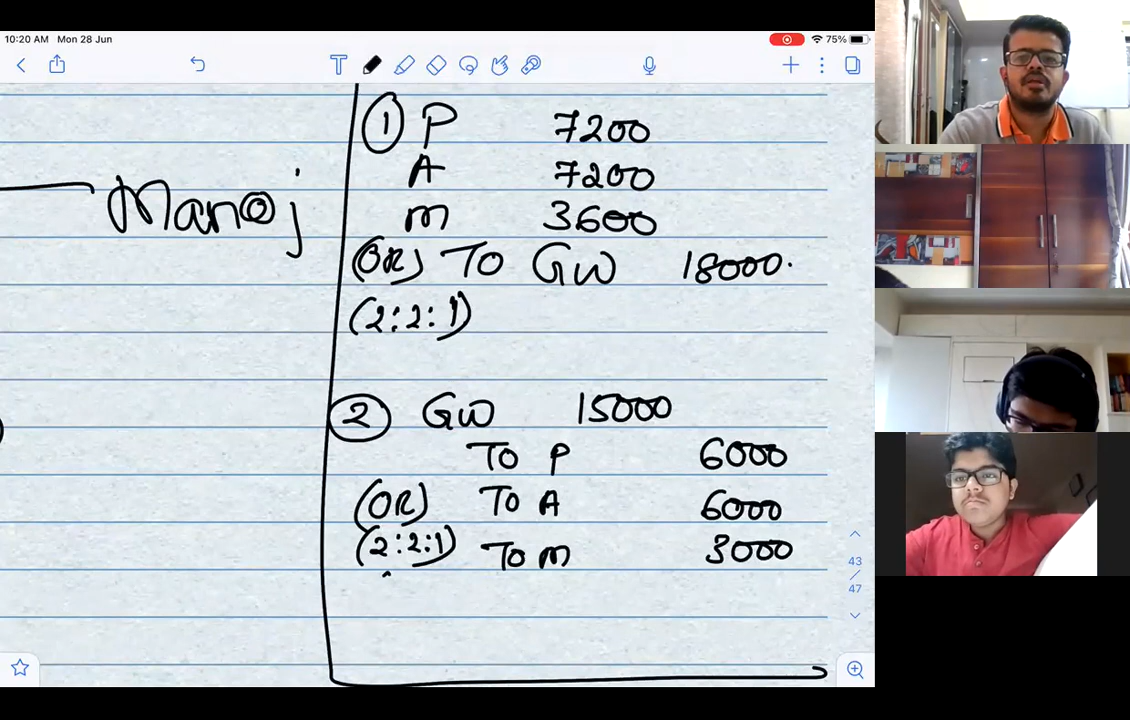 10:20 AM Mon 28 Jun
75%
T
① P 7200
A 7200
Manoj
m 3600
(OR) To GW 18000.
(2:2:1)
② GW 15000
To P 6000
(OR) To A 6000
(2:2:1) To m 3000
43
/
47